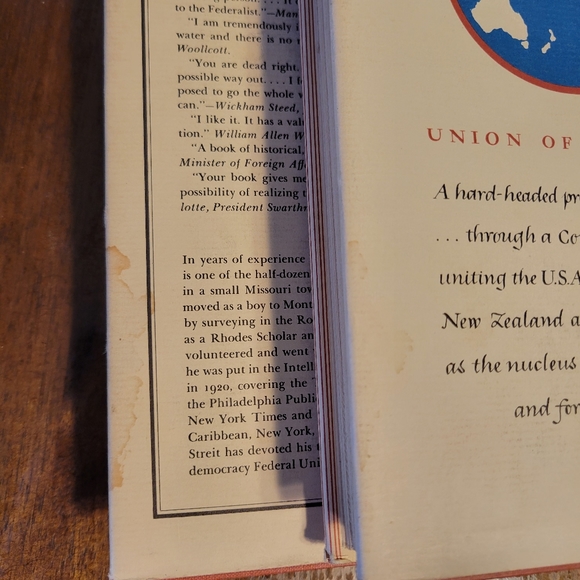 to the Federalist."—Man
"I am tremendously i
water and there is no r
Woollcott.
"You are dead right.
possible way out. . . . I f
posed to go the whole w
can."—Wickham Steed,
"I like it. It has a val
tion." William Allen W
"A book of historical,
Minister of Foreign Aff
"Your book gives me
possibility of realizing t
lotte, President Swarthm
In years of experience
is one of the half-dozen
in a small Missouri tow
moved as a boy to Mont
by surveying in the Ro
as a Rhodes Scholar an
volunteered and went
he was put in the Intell
in 1920, covering the
the Philadelphia Publi
New York Times and
Caribbean, New York,
Streit has devoted his t
democracy Federal Uni
UNION OF
A hard-headed pr
. . . through a Co
uniting the U.S.A
New Zealand a
as the nucleus
and for